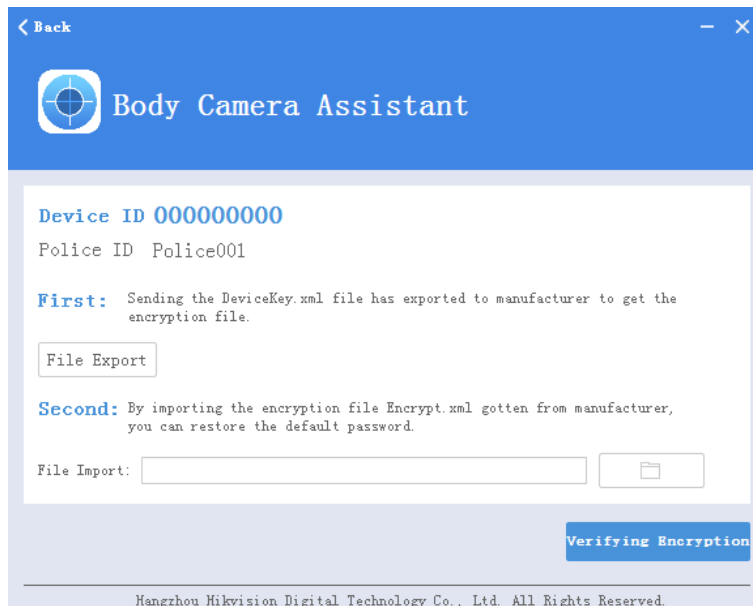 Back
Body Camera Assistant
Device ID 000000000
Police ID Police001
First: Sending the DeviceKey.xml file has exported to manufacturer to get the
encryption file.
File Export
Second: By importing the encryption file Encrypt.xml gotten from manufacturer,
you can restore the default password.
File Import:
Verifying Encryption
Hangzhou Hikvision Digital Technology Co., Ltd. All Rights Reserved.